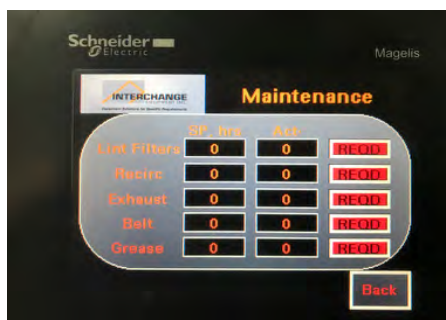 Schneider
Electric
Magelis
INTERCHANGE
Maintenance
SP, hrs Acc
Lint Filters 0 0 REQD
Recirc 0 0 REQD
Exhaust 0 0 REQD
Belt 0 0 REQD
Grease 0 0 REQD
Back